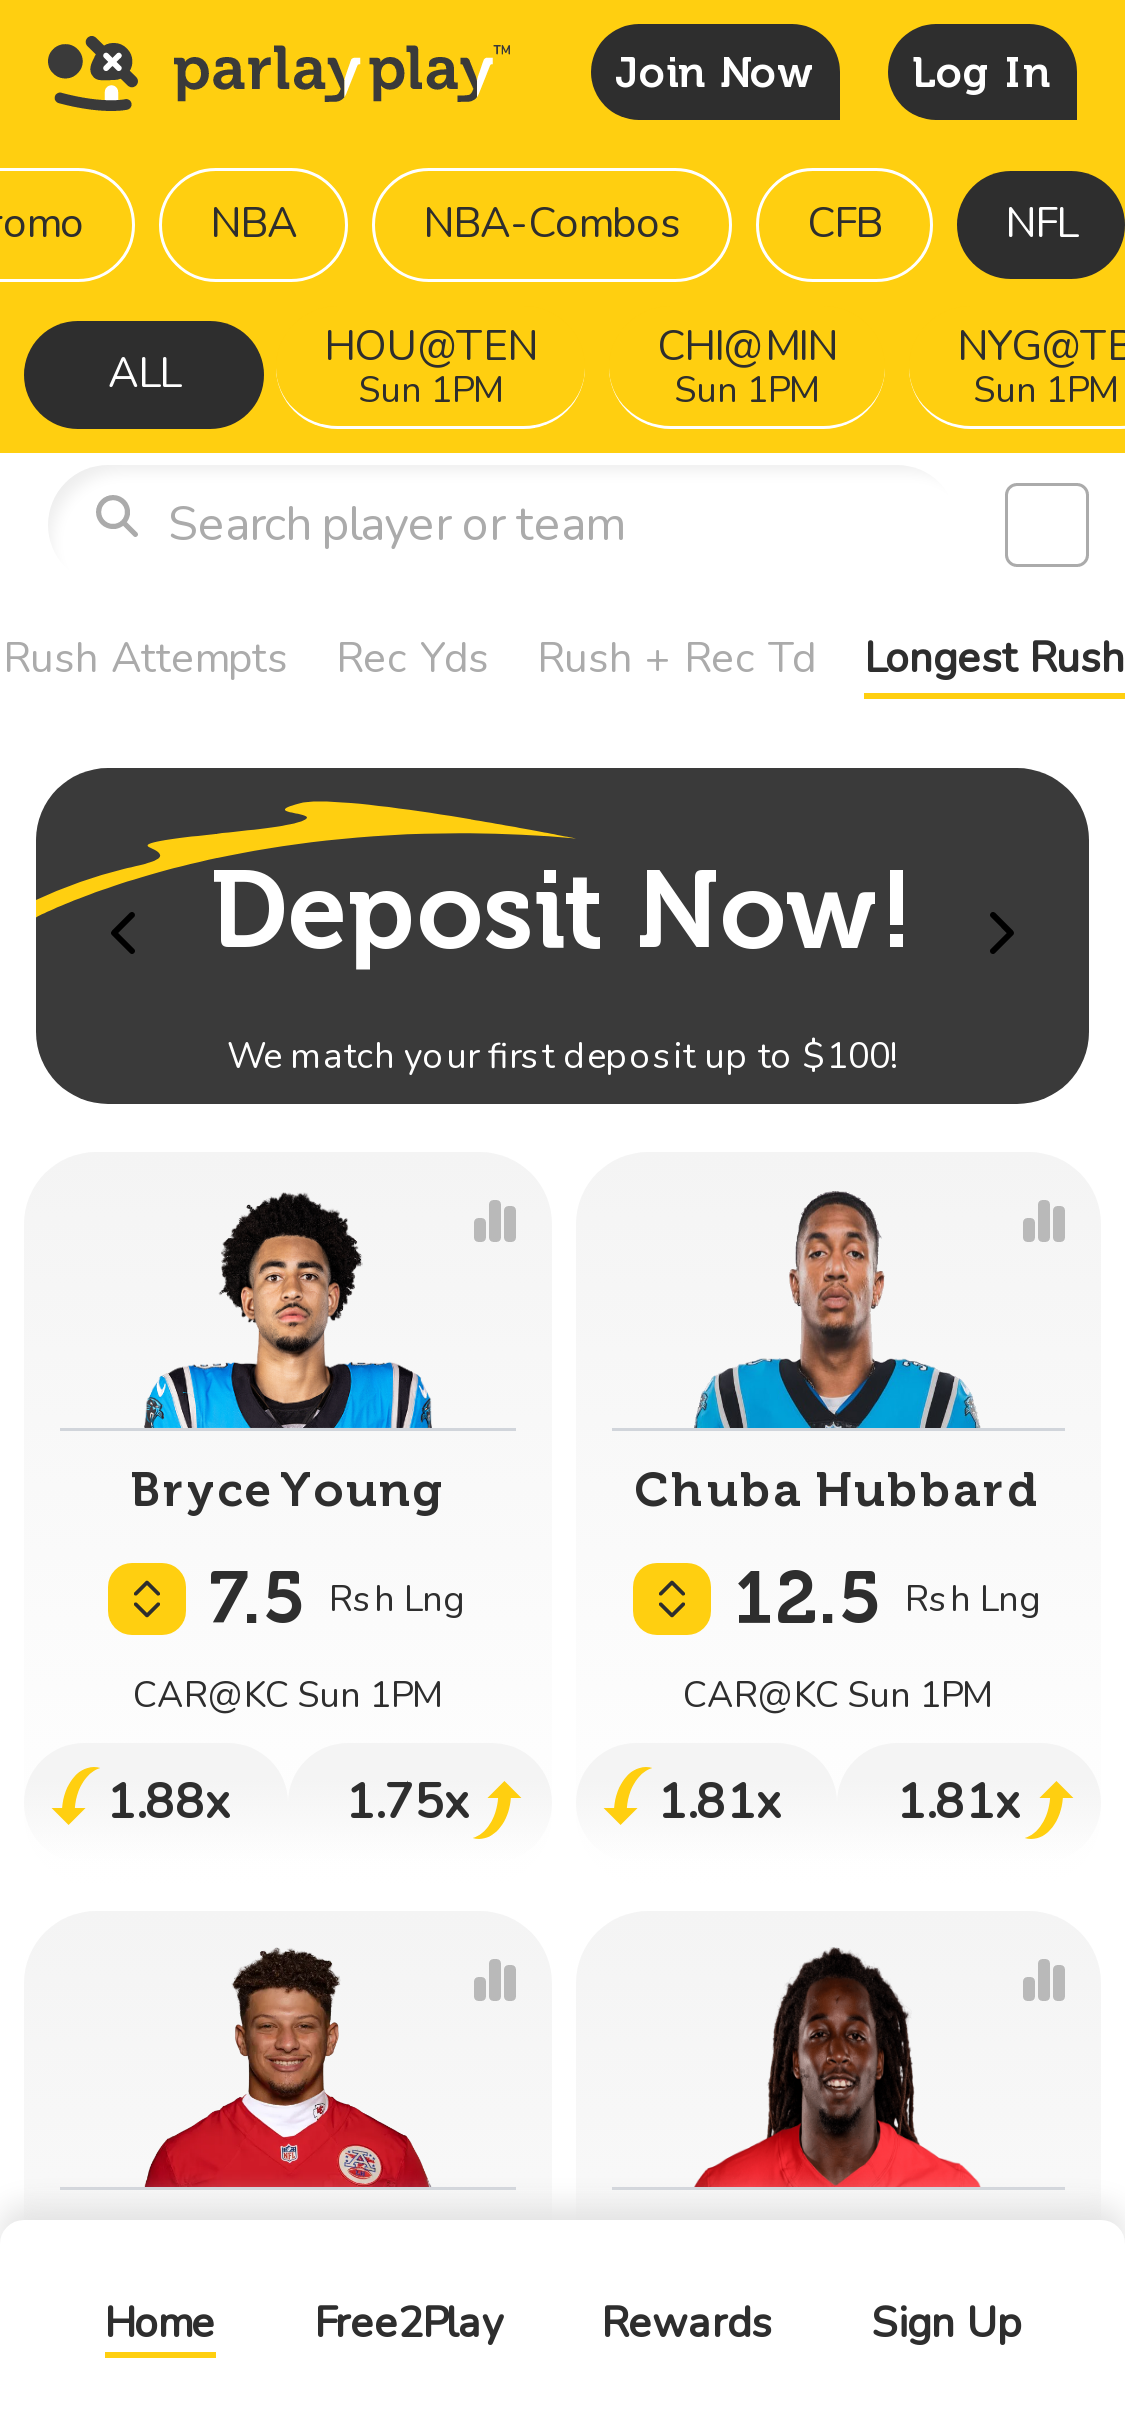 parlayplay™
Join Now
Log In
romo
NBA
NBA-Combos
CFB
NFL
ALL
HOU@TEN
Sun 1PM
CHI@MIN
Sun 1PM
NYG@TE
Sun 1PM
Search player or team
Rush Attempts
Rec Yds
Rush + Rec Td
Longest Rush
Deposit Now!
We match your first deposit up to $100!
Bryce Young
Chuba Hubbard
7.5 Rsh Lng
12.5 Rsh Lng
CAR@KC Sun 1PM
CAR@KC Sun 1PM
1.88x
1.75x
1.81x
1.81x
Home
Free2Play
Rewards
Sign Up